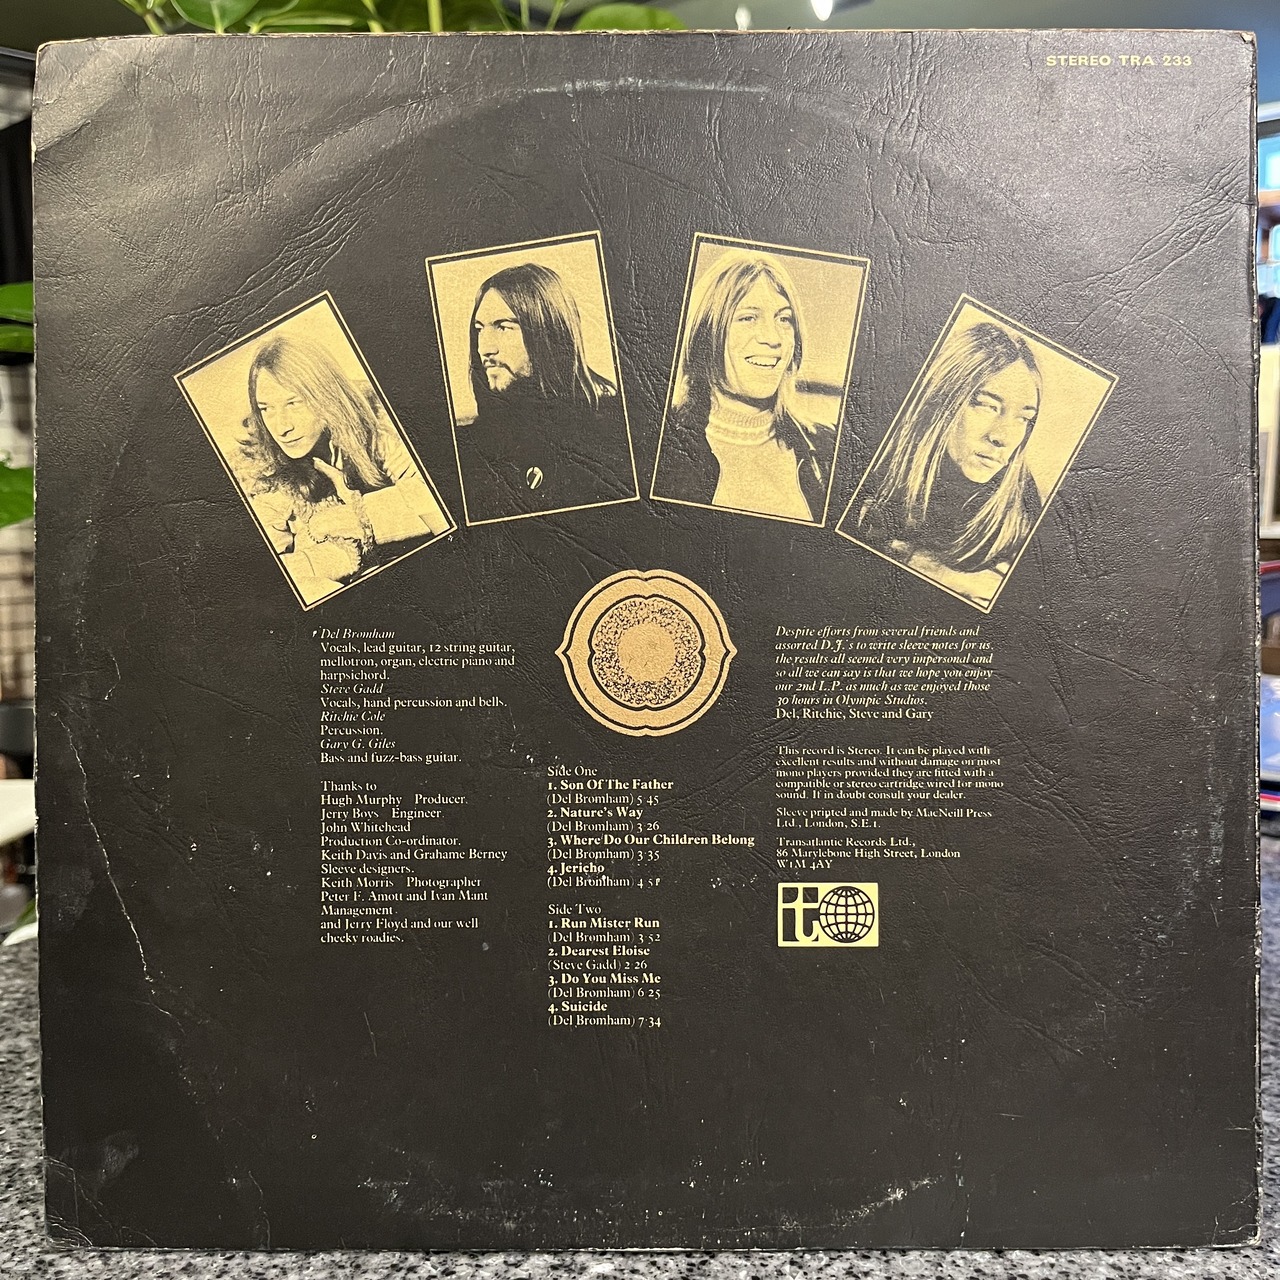 STEREO TRA 233
Del Bromham
Vocals, lead guitar, 12 string guitar,
mellotron, organ, electric piano and
harpsichord.
Steve Gadd
Vocals, hand percussion and bells.
Ritchie Cole
Percussion.
Gary G. Giles
Bass and fuzz-bass guitar.
Thanks to
Hugh Murphy Producer.
Jerry Boys Engineer.
John Whitehead
Production Co-ordinator.
Keith Davis and Grahame Berney
Sleeve designers.
Keith Morris Photographer
Peter F. Amott and Ivan Mant
Management
and Jerry Floyd and our well
cheeky roadies.
Side One
1. Son Of The Father
(Del Bromham) 5·45
2. Nature's Way
(Del Bromham) 3·26
3. Where Do Our Children Belong
(Del Bromham) 3·35
4. Jericho
(Del Bromham) 4·51
Side Two
1. Run Mister Run
(Del Bromham) 3·52
2. Dearest Eloise
(Steve Gadd) 2·26
3. Do You Miss Me
(Del Bromham) 6·25
4. Suicide
(Del Bromham) 7·34
Despite efforts from several friends and
assorted D.J.'s to write sleeve notes for us,
the results all seemed very impersonal and
so all we can say is that we hope you enjoy
our 2nd L.P. as much as we enjoyed those
30 hours in Olympic Studios.
Del, Ritchie, Steve and Gary
This record is Stereo. It can be played with
excellent results and without damage on most
mono players provided they are fitted with a
compatible or stereo cartridge wired for mono
sound. If in doubt consult your dealer.
Sleeve printed and made by MacNeill Press
Ltd., London, S.E.1.
Transatlantic Records Ltd.,
86 Marylebone High Street, London
W1M 4AY
t